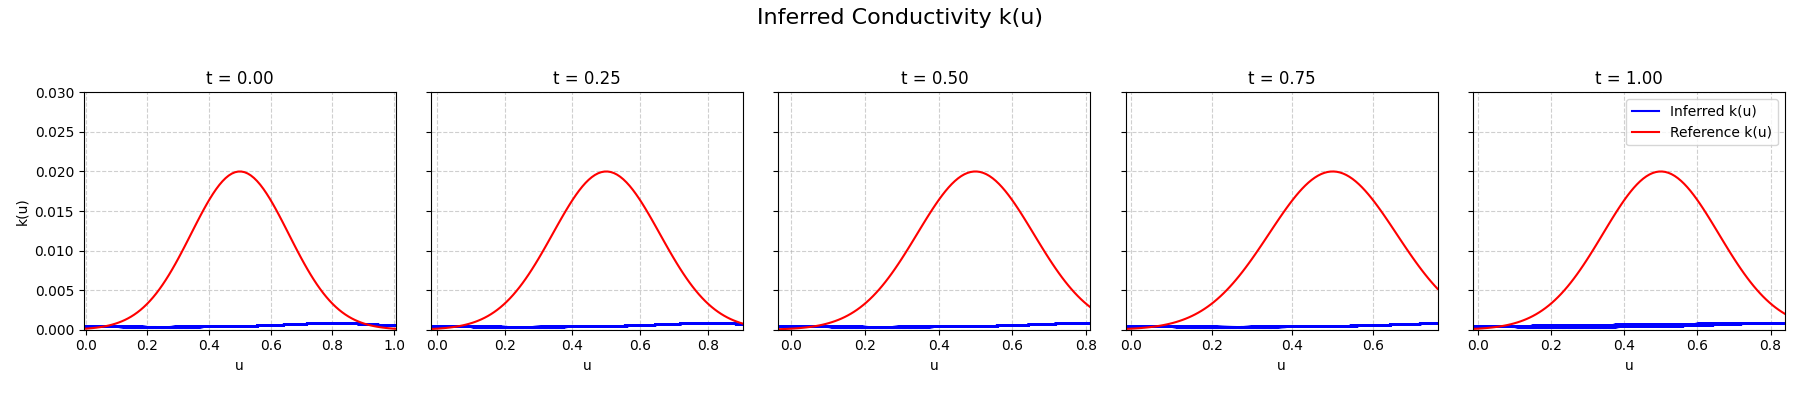 Inferred Conductivity k(u)
t = 0.00
t = 0.25
t = 0.50
t = 0.75
t = 1.00
0.030
0.025
0.020
0.015
0.010
0.005
0.000
k(u)
Inferred k(u)
Reference k(u)
0.0 0.2 0.4 0.6 0.8 1.0
0.0 0.2 0.4 0.6 0.8
0.0 0.2 0.4 0.6 0.8
0.0 0.2 0.4 0.6
0.0 0.2 0.4 0.6 0.8
u
u
u
u
u